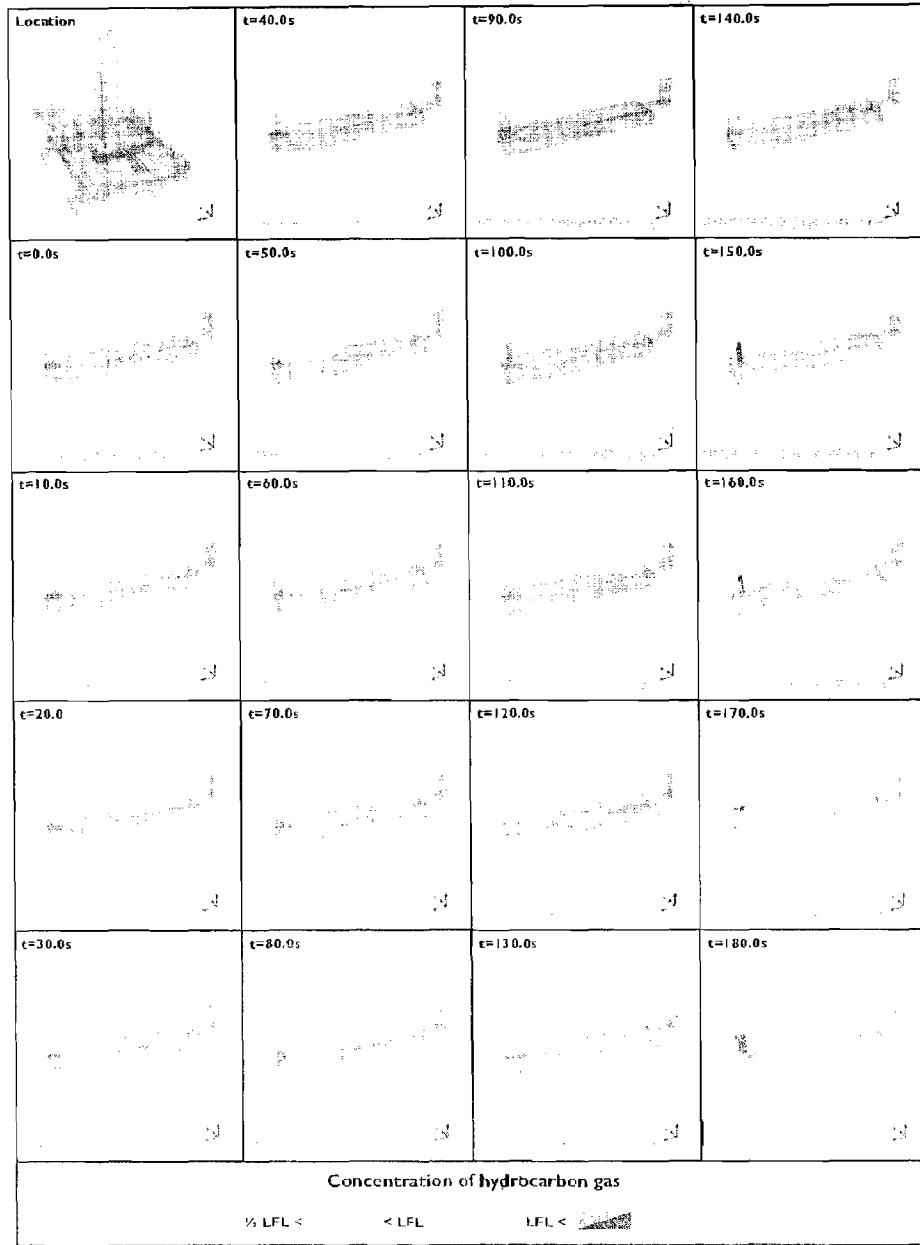 Location
t=40.0s
t=90.0s
t=140.0s
t=0.0s
t=50.0s
t=100.0s
t=150.0s
t=10.0s
t=60.0s
t=110.0s
t=160.0s
t=20.0
t=70.0s
t=120.0s
t=170.0s
t=30.0s
t=80.0s
t=130.0s
t=180.0s
Concentration of hydrocarbon gas
LFL < < LFL LFL <